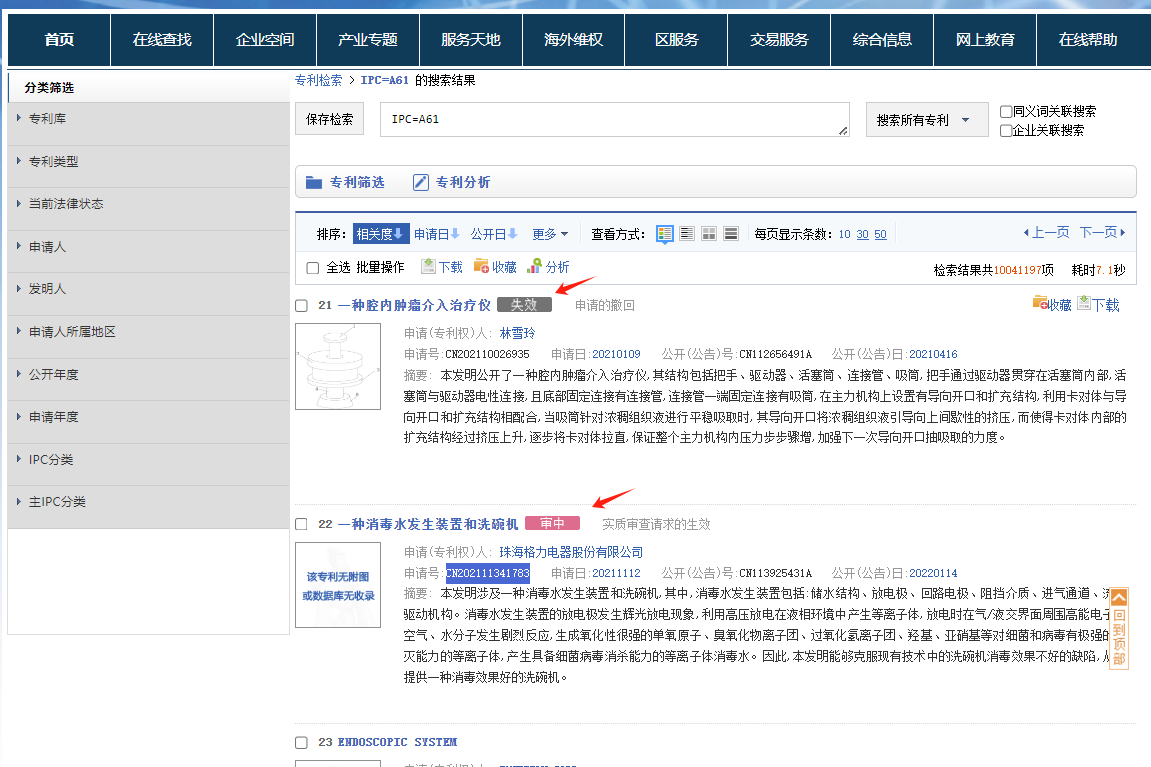 首页 在线查找 企业空间 产业专题 服务天地 海外维权 区服务 交易服务 综合信息 网上教育 在线帮助
分类筛选
专利库
专利类型
当前法律状态
申请人
发明人
申请人所属地区
公开年度
申请年度
IPC分类
主IPC分类
专利检索 > IPC=A61 的搜索结果
保存检索 IPC=A61 搜索所有专利
同义词关联搜索
企业关联搜索
专利筛选 专利分析
排序: 相关度 申请日 公开日 更多 查看方式: 每页显示条数: 10 30 50 上一页 下一页
全选 批量操作 下载 收藏 分析 检索结果共10041197项 耗时7.1秒
21 一种腔内肿瘤介入治疗仪 失效 申请的撤回 收藏 下载
申请(专利权)人: 林雪玲
申请号:CN202110026935 申请日:20210109 公开(公告)号:CN112656491A 公开(公告)日:20210416
摘要: 本发明公开了一种腔内肿瘤介入治疗仪,其结构包括把手、驱动器、活塞筒、连接管、吸筒,把手通过驱动器贯穿在活塞筒内部,活
塞筒与驱动器电性连接,且底部固定连接有连接管,连接管一端固定连接有吸筒,在主力机构上设置有导向开口和扩充结构,利用卡对体与导
向开口和扩充结构相配合,当吸筒针对浓稠组织液进行平稳吸取时,其导向开口将浓稠组织液引导向上间歇性的挤压,而使得卡对体内部的
扩充结构经过挤压上升,逐步将卡对体拉直,保证整个主力机构内压力步步骤增,加强下一次导向开口抽吸取的力度。
22 一种消毒水发生装置和洗碗机 审中 实质审查请求的生效
该专利无附图
或数据库无收录
申请(专利权)人: 珠海格力电器股份有限公司
申请号:CN202111341783 申请日:20211112 公开(公告)号:CN113925431A 公开(公告)日:20220114
摘要: 本发明涉及一种消毒水发生装置和洗碗机,其中,消毒水发生装置包括:储水结构、放电极、回路电极、阻挡介质、进气通道、
驱动机构。消毒水发生装置的放电极发生辉光放电现象,利用高压放电在液相环境中产生等离子体,放电时在气/液交界面周围高能电子
空气、水分子发生剧烈反应,生成氧化性很强的单氧原子、臭氧化物离子团、过氧化氢离子团、羟基、亚硝基等对细菌和病毒有极强的
灭能力的等离子体,产生具备细菌病毒消杀能力的等离子体消毒水。因此,本发明能够克服现有技术中的洗碗机消毒效果不好的缺陷,
提供一种消毒效果好的洗碗机。
回到顶部
23 ENDOSCOPIC SYSTEM